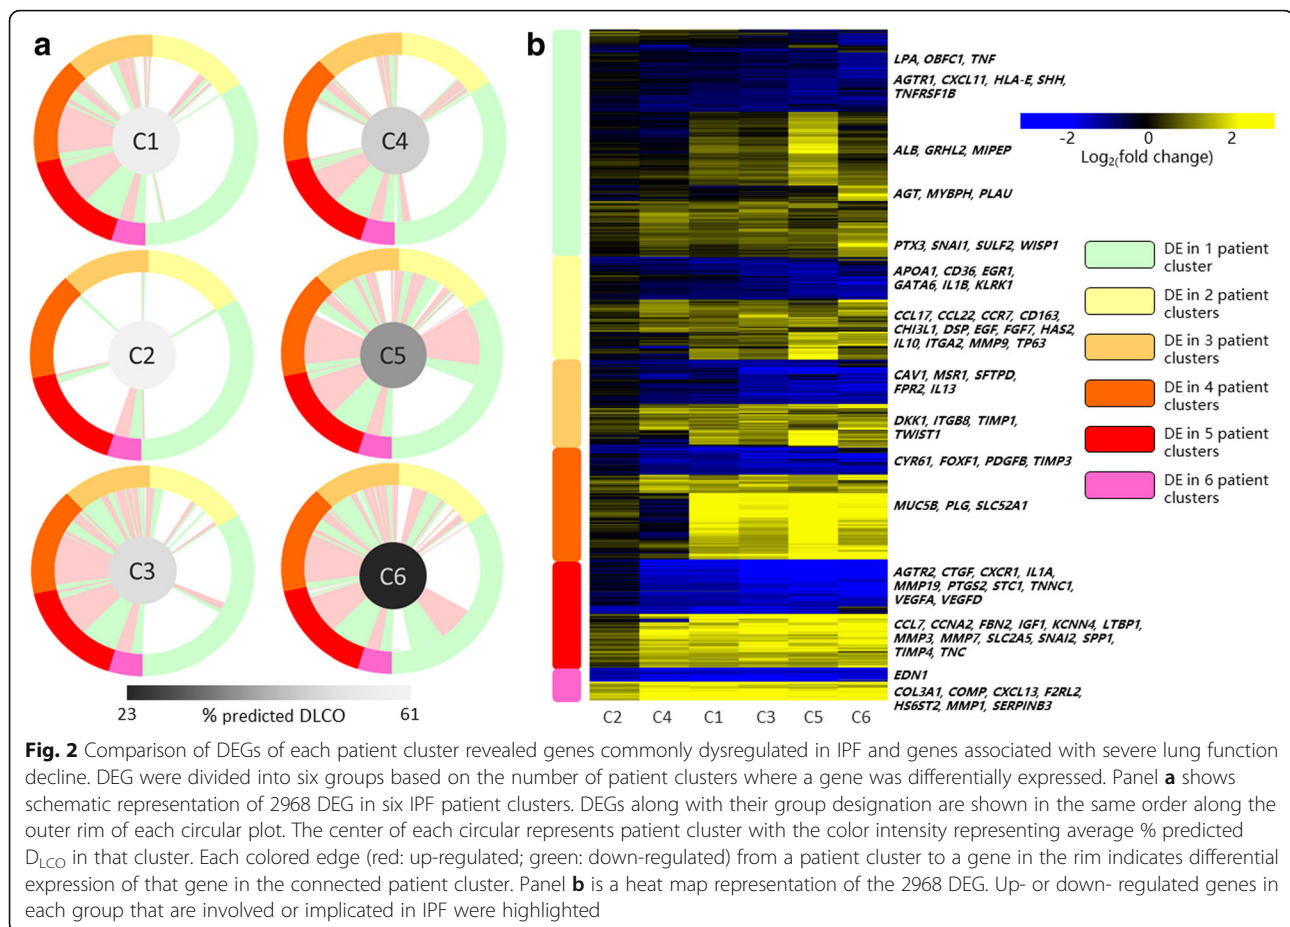 a
C1
C4
C2
C5
C3
C6
23
% predicted DLCO
61
b
LPA, OBFC1, TNF
AGTR1, CXCL11, HLA-E, SHH,
TNFRSF1B
ALB, GRHL2, MIPEP
AGT, MYBPH, PLAU
PTX3, SNAI1, SULF2, WISP1
APOA1, CD36, EGR1,
GATA6, IL1B, KLRK1
CCL17, CCL22, CCR7, CD163,
CHI3L1, DSP, EGF, FGF7, HAS2,
IL10, ITGA2, MMP9, TP63
CAV1, MSR1, SFTPD,
FPR2, IL13
DKK1, ITGB8, TIMP1,
TWIST1
CYR61, FOXF1, PDGFB, TIMP3
MUC5B, PLG, SLC52A1
AGTR2, CTGF, CXCR1, IL1A,
MMP19, PTGS2, STC1, TNNC1,
VEGFA, VEGFD
CCL7, CCNA2, FBN2, IGF1, KCNN4, LTBP1,
MMP3, MMP7, SLC2A5, SNAI2, SPP1,
TIMP4, TNC
EDN1
COL3A1, COMP, CXCL13, F2RL2,
HS6ST2, MMP1, SERPINB3
C2 C4 C1 C3 C5 C6
-2 0 2
Log2(fold change)
DE in 1 patient
cluster
DE in 2 patient
clusters
DE in 3 patient
clusters
DE in 4 patient
clusters
DE in 5 patient
clusters
DE in 6 patient
clusters
Fig. 2 Comparison of DEGs of each patient cluster revealed genes commonly dysregulated in IPF and genes associated with severe lung function
decline. DEG were divided into six groups based on the number of patient clusters where a gene was differentially expressed. Panel a shows
schematic representation of 2968 DEG in six IPF patient clusters. DEGs along with their group designation are shown in the same order along the
outer rim of each circular plot. The center of each circular represents patient cluster with the color intensity representing average % predicted
DLCO in that cluster. Each colored edge (red: up-regulated; green: down-regulated) from a patient cluster to a gene in the rim indicates differential
expression of that gene in the connected patient cluster. Panel b is a heat map representation of the 2968 DEG. Up- or down- regulated genes in
each group that are involved or implicated in IPF were highlighted